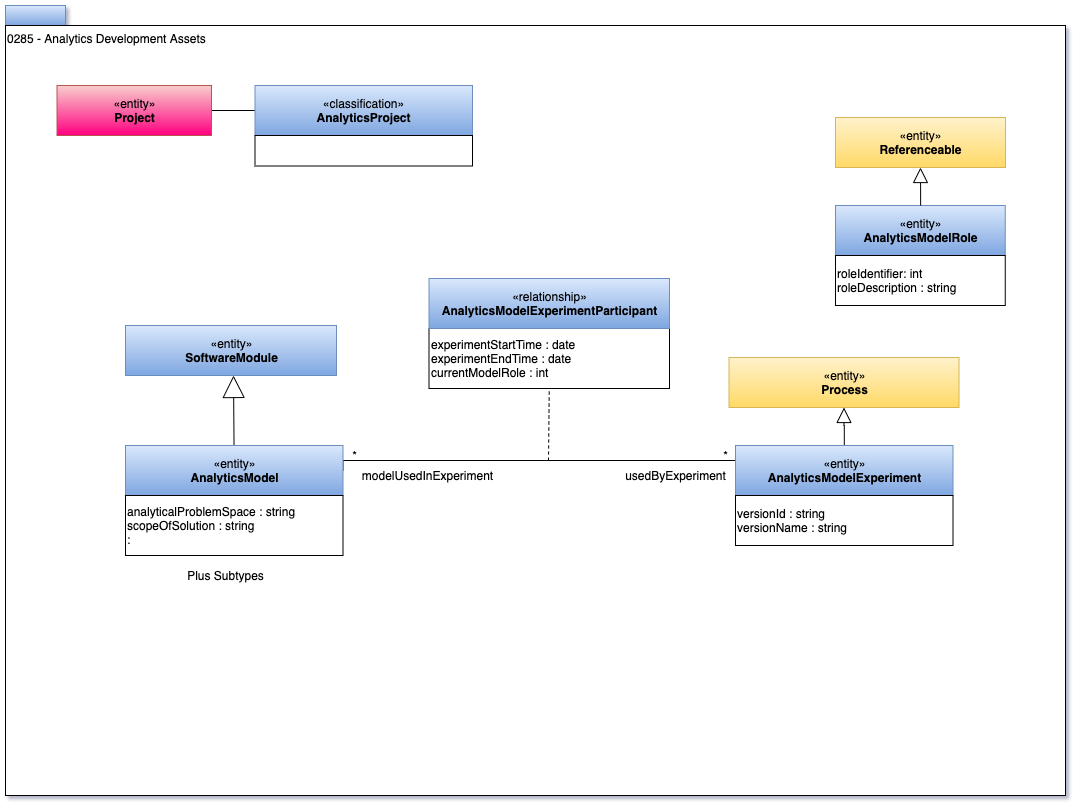 0285 - Analytics Development Assets
«entity»
Project
«classification»
AnalyticsProject
«entity»
Referenceable
«entity»
AnalyticsModelRole
roleIdentifier: int
roleDescription : string
«relationship»
AnalyticsModelExperimentParticipant
experimentStartTime : date
experimentEndTime : date
currentModelRole : int
«entity»
SoftwareModule
«entity»
Process
«entity»
AnalyticsModel
analyticalProblemSpace : string
scopeOfSolution : string
:
*
modelUsedInExperiment
*
usedByExperiment
«entity»
AnalyticsModelExperiment
versionId : string
versionName : string
Plus Subtypes